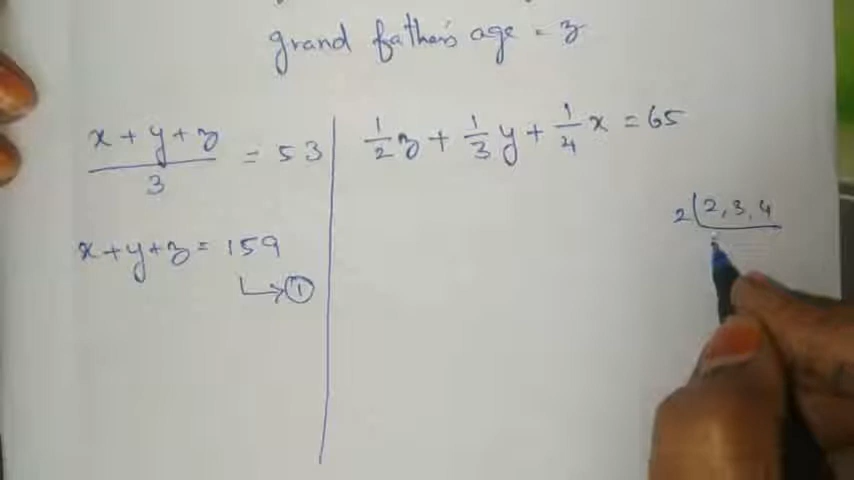 grand father's age = z
x + y + z / 3 = 53
1/2 z + 1/3 y + 1/4 x = 65
x + y + z = 159
→ ①
2 | 2, 3, 4